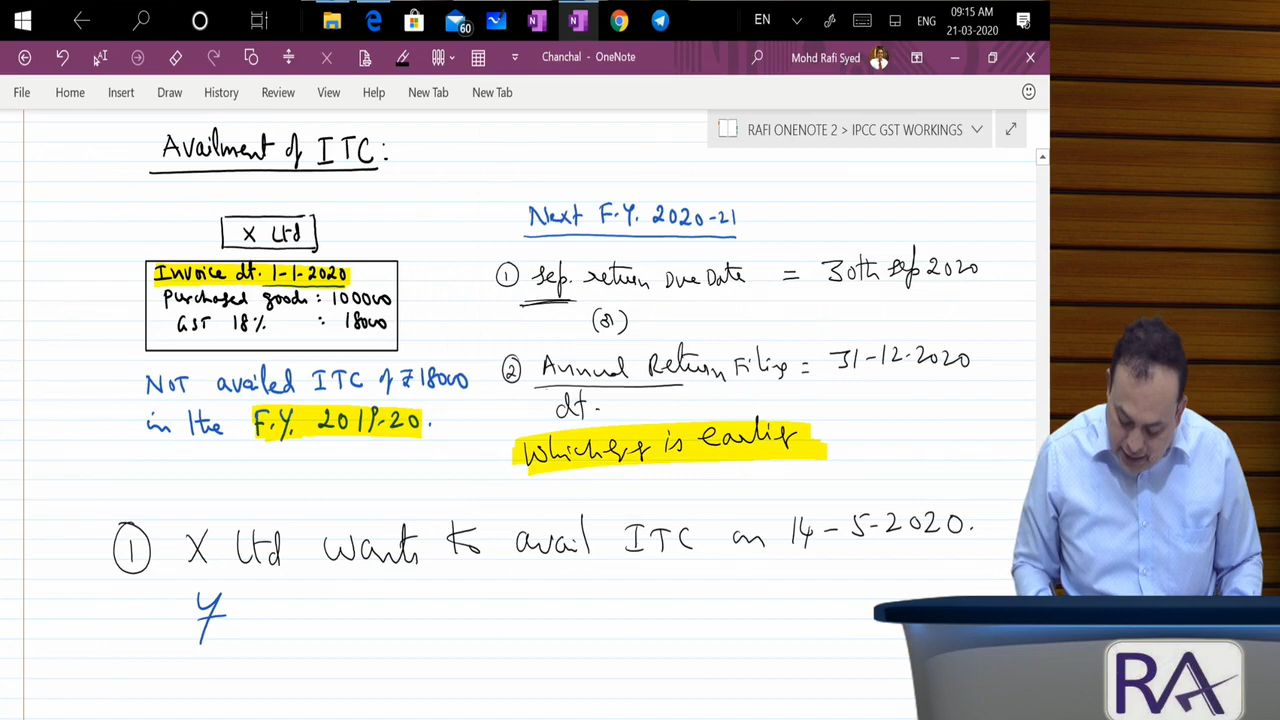 EN
ENG
09:15 AM
21-03-2020
60
Chanchal - OneNote
Mohd Rafi Syed
File Home Insert Draw History Review View Help New Tab New Tab
RAFI ONENOTE 2 > IPCC GST WORKINGS
Availment of ITC:
X Ltd
Invoice dt. 1-1-2020
Purchased goods : 100000
GST 18% : 18000
NOT availed ITC of ₹18000
in the F.Y. 2019-20.
Next F.Y. 2020-21
① Sep. return Due Date = 30th Sep 2020
(or)
② Annual Return Filing = 31-12-2020
dt.
Whichever is earlier
① X Ltd wants to avail ITC on 14-5-2020.
Y
RA